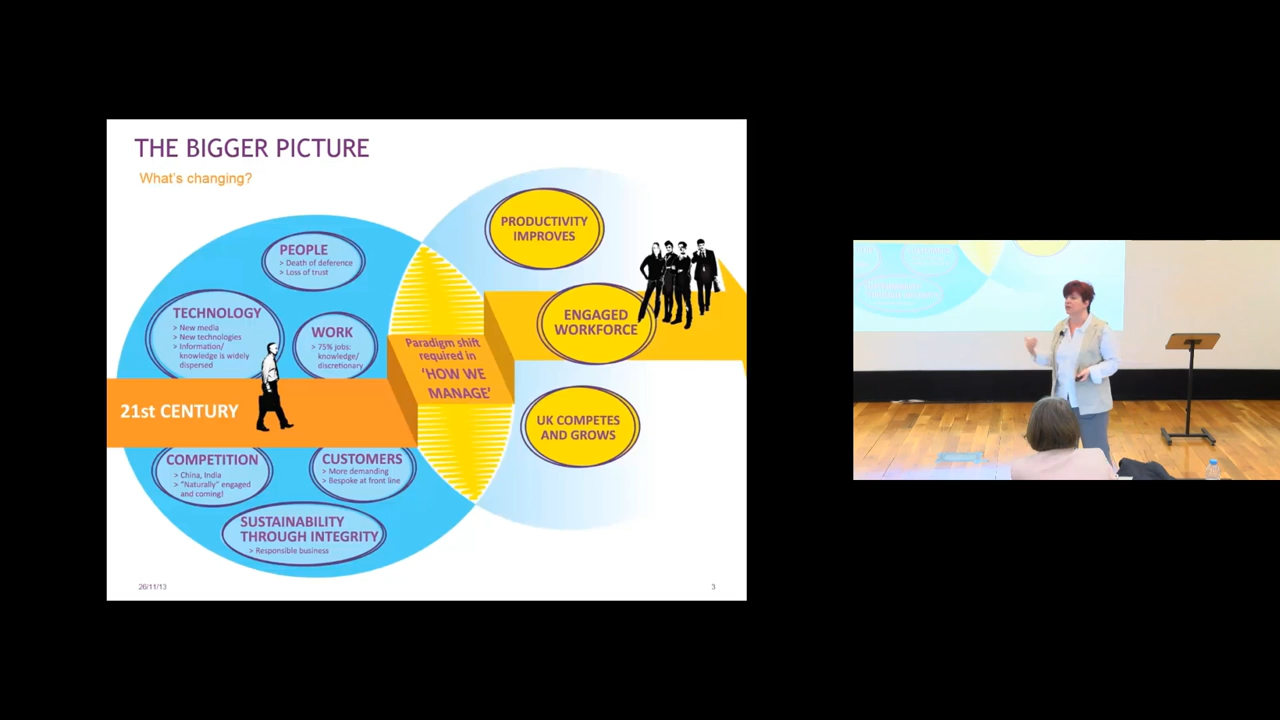 THE BIGGER PICTURE
What's changing?
PEOPLE
> Death of deference
> Loss of trust
TECHNOLOGY
> New media
> New technologies
> Information/
knowledge is widely
dispersed
WORK
> 75% jobs:
knowledge/
discretionary
21st CENTURY
COMPETITION
> China, India
> "Naturally" engaged
and coming!
CUSTOMERS
> More demanding
> Bespoke at front line
SUSTAINABILITY
THROUGH INTEGRITY
> Responsible business
Paradigm shift
required in
'HOW WE
MANAGE'
PRODUCTIVITY
IMPROVES
ENGAGED
WORKFORCE
UK COMPETES
AND GROWS
26/11/13
3